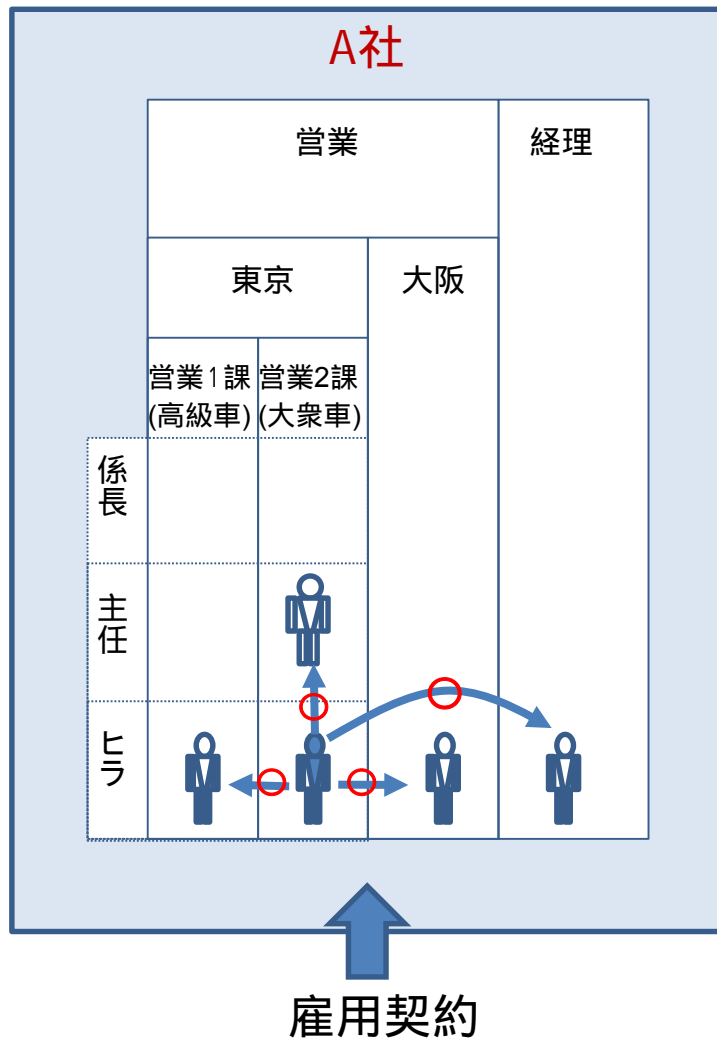 A社
営業
経理
東京
大阪
営業1課
(高級車)
営業2課
(大衆車)
係長
主任
ヒラ
雇用契約